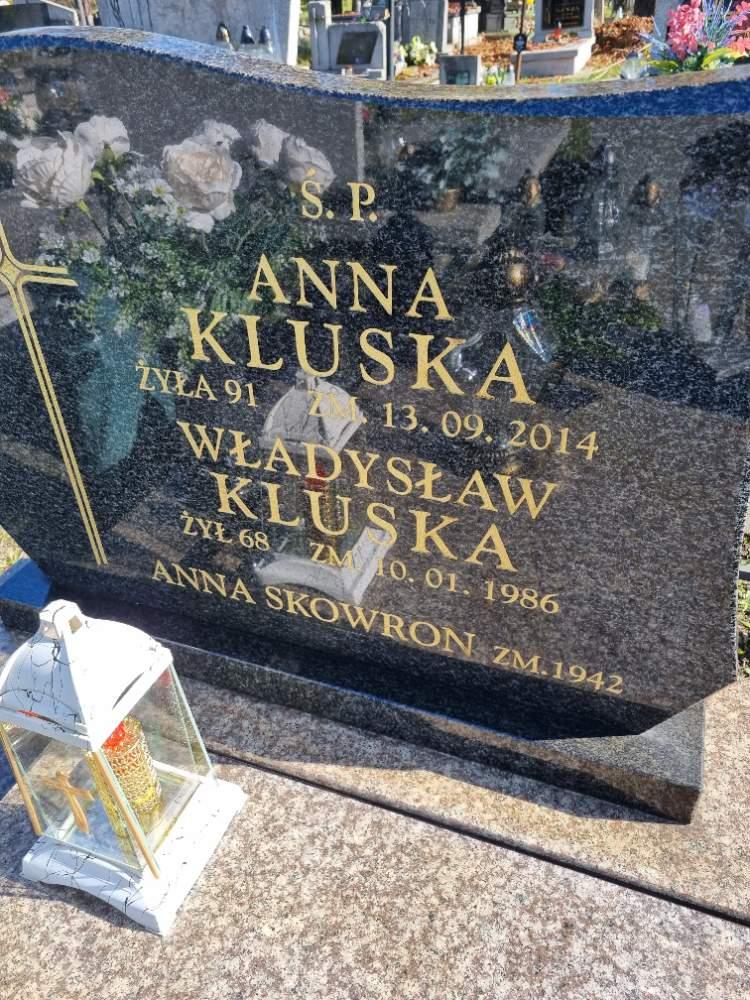 Ś. P.
ANNA
KLUSKA
ŻYŁA 91 ZM. 13. 09. 2014
WŁADYSŁAW
KLUSKA
ŻYŁ 68 ZM. 10. 01. 1986
ANNA SKOWRON ZM. 1942